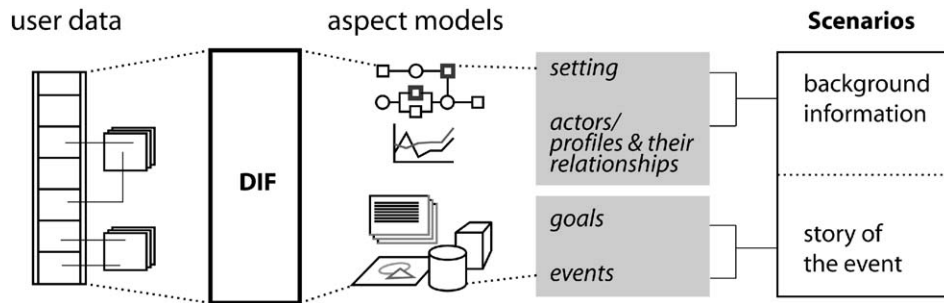 user data
aspect models
Scenarios
DIF
setting
actors/
profiles & their
relationships
goals
events
background
information
story of
the event